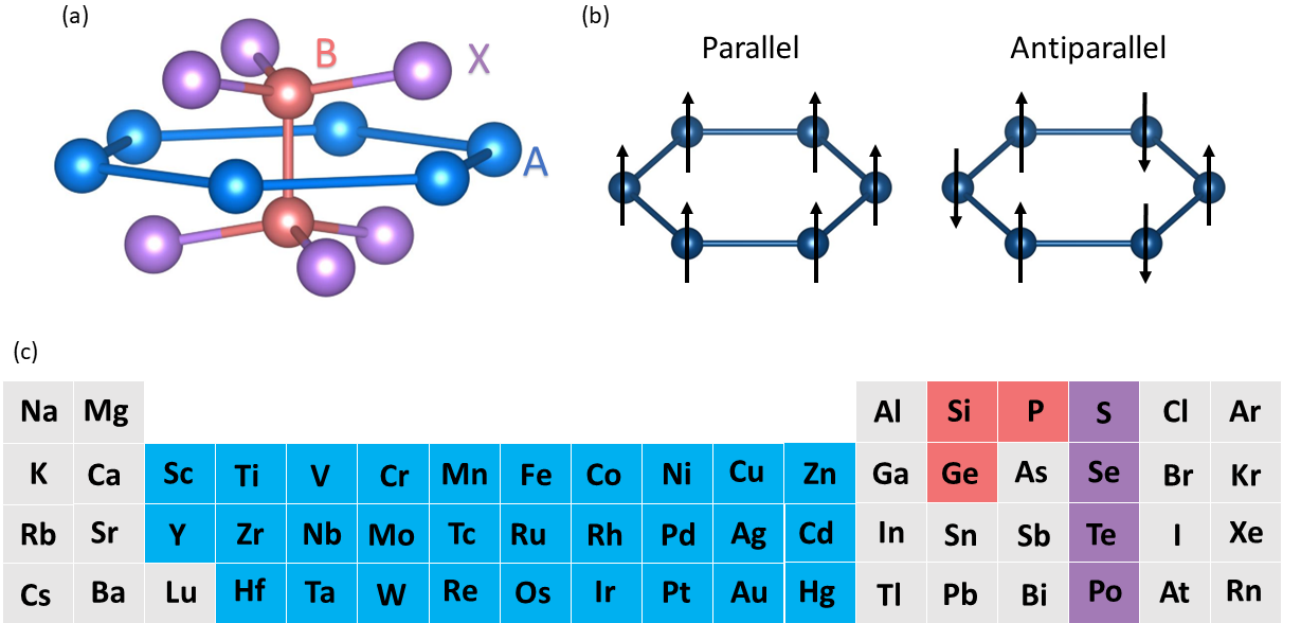 (a)
B
X
A
(b)
Parallel
Antiparallel
(c)
Na Mg Al Si P S Cl Ar
K Ca Sc Ti V Cr Mn Fe Co Ni Cu Zn Ga Ge As Se Br Kr
Rb Sr Y Zr Nb Mo Tc Ru Rh Pd Ag Cd In Sn Sb Te I Xe
Cs Ba Lu Hf Ta W Re Os Ir Pt Au Hg Tl Pb Bi Po At Rn